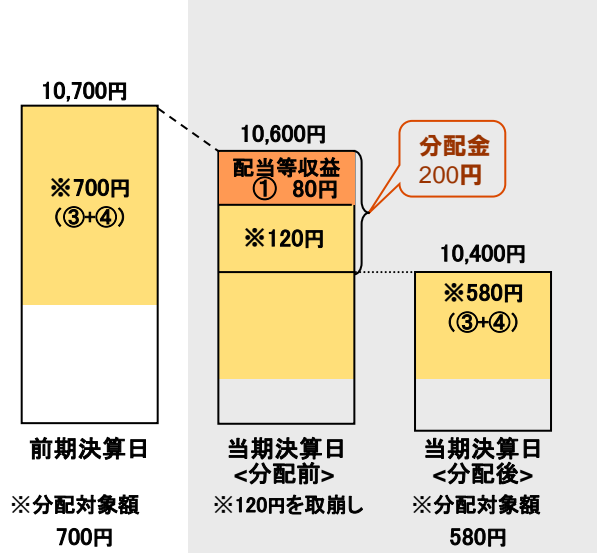 10,700円
※700円
(③+④)
前期決算日
※分配対象額
700円
10,600円
配当等収益
① 80円
※120円
分配金
200円
当期決算日
<分配前>
※120円を取崩し
10,400円
※580円
(③+④)
当期決算日
<分配後>
※分配対象額
580円